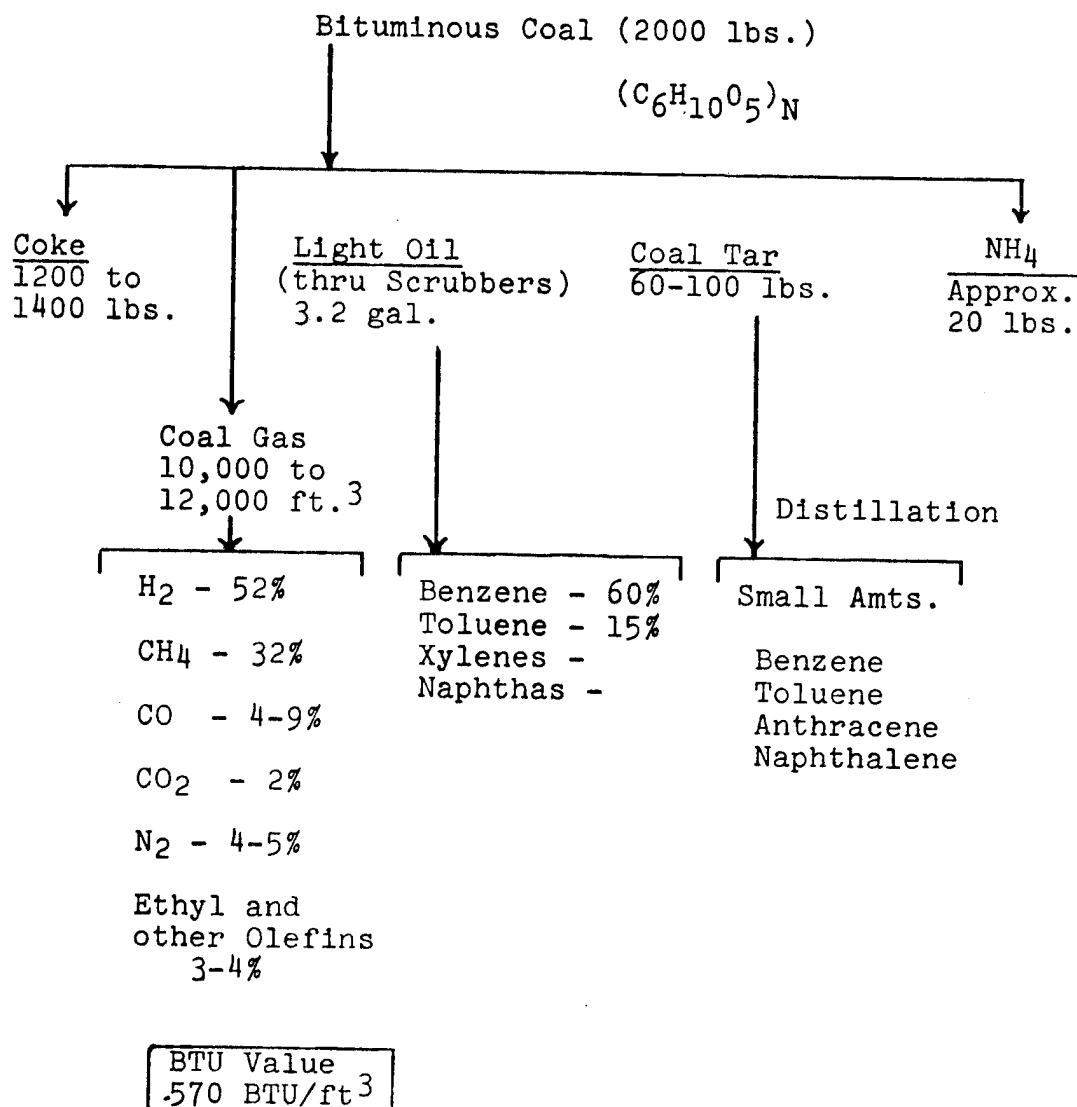 Bituminous Coal (2000 lbs.)
(C6H10O5)N
Coke
1200 to
1400 lbs.
Light Oil
(thru Scrubbers)
3.2 gal.
Coal Tar
60-100 lbs.
NH4
Approx.
20 lbs.
Coal Gas
10,000 to
12,000 ft.3
Distillation
H2 - 52%
CH4 - 32%
CO - 4-9%
CO2 - 2%
N2 - 4-5%
Ethyl and
other Olefins
3-4%
Benzene - 60%
Toluene - 15%
Xylenes -
Naphthas -
Small Amts.
Benzene
Toluene
Anthracene
Naphthalene
BTU Value
.570 BTU/ft3